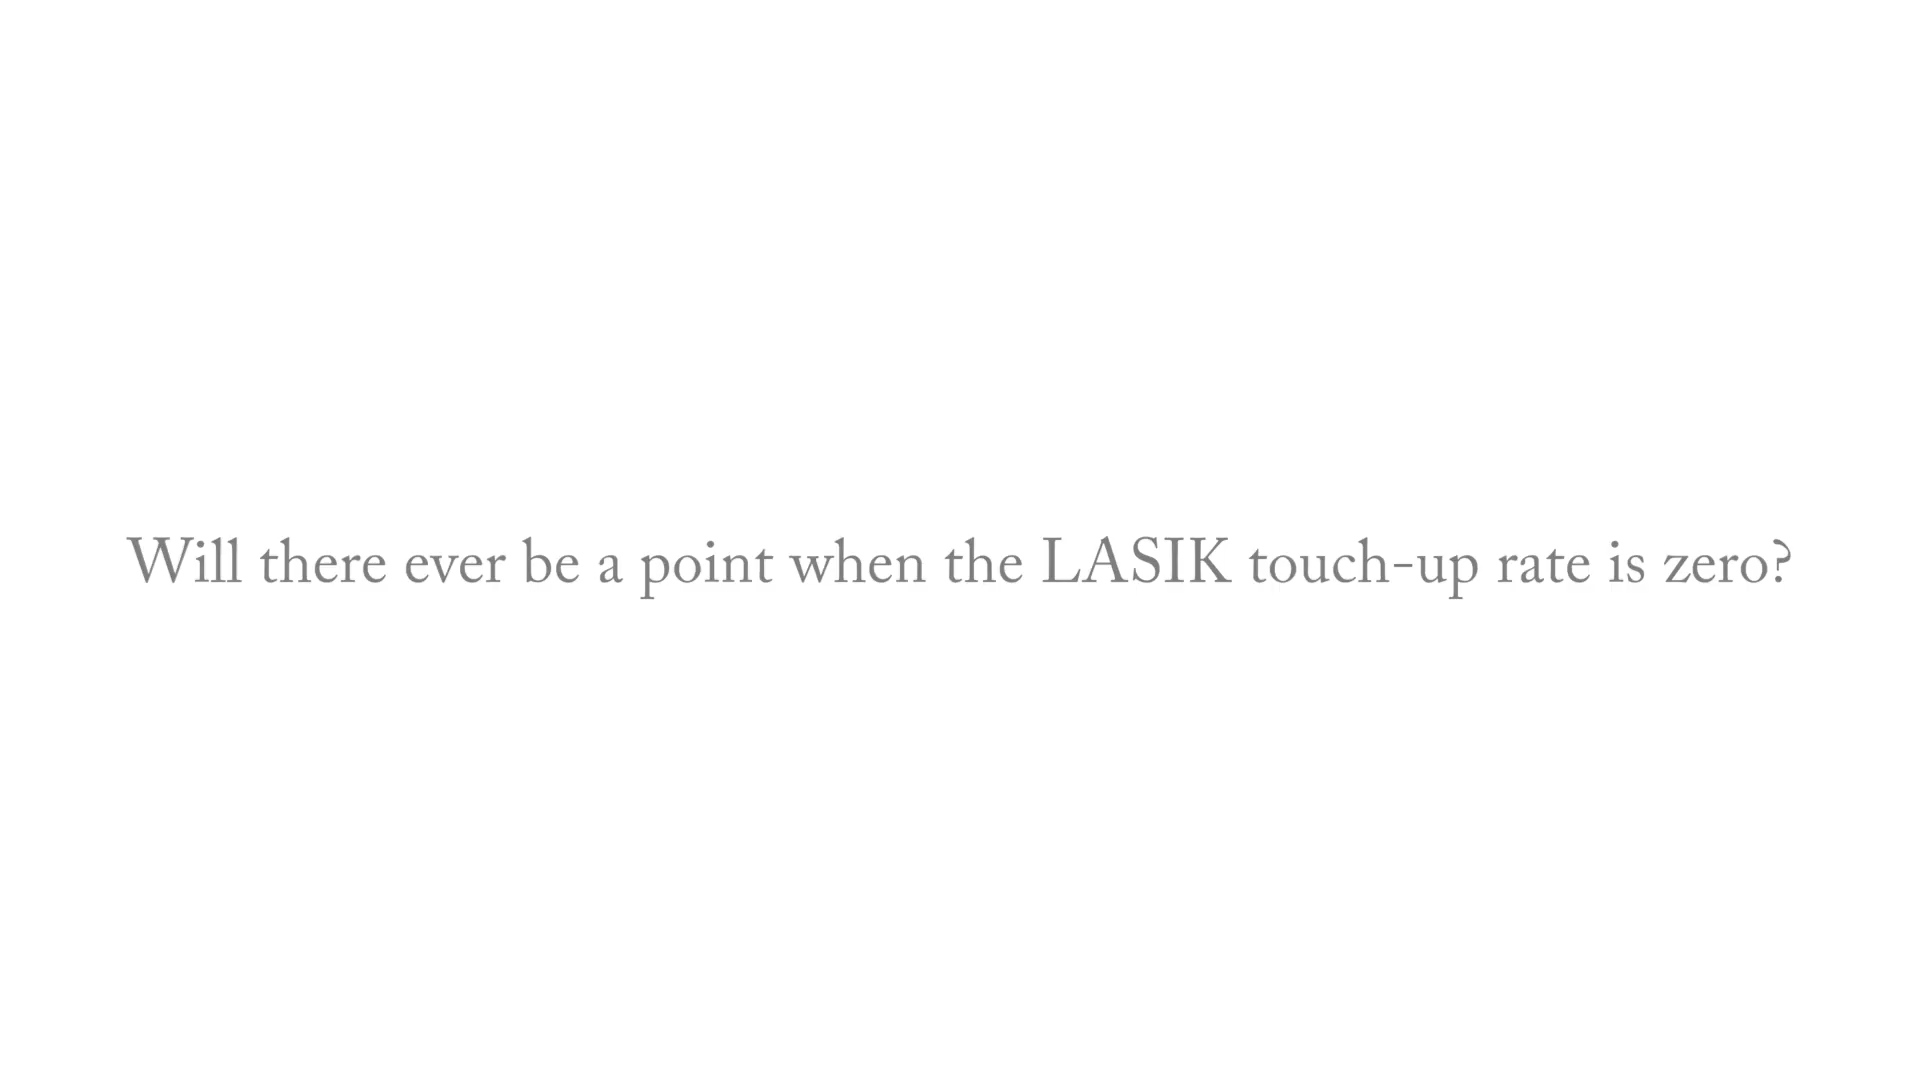 Will there ever be a point when the LASIK touch-up rate is zero?